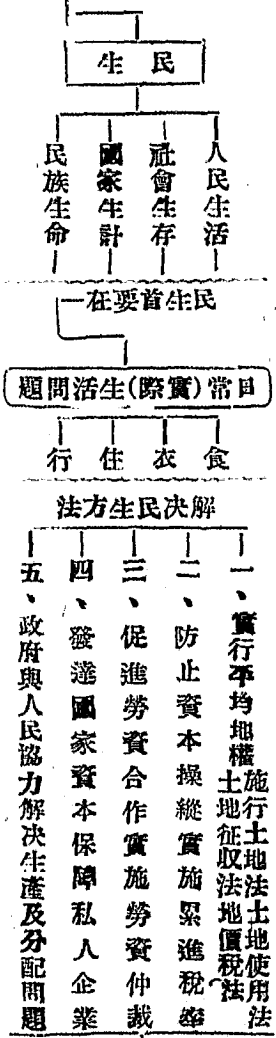 民生
人民生活
社會生存
國家生計
民族生命
民生首要在
日常(實際)生活問題
食
衣
住
行
解决民生方法
一、實行平均地權 施行土地法土地使用法
土地征收法地價稅法
二、防止資本操縱實施累進稅率
三、促進勞資合作實施勞資仲裁
四、發達國家資本保障私人企業
五、政府與人民協力解决生產及分配問題